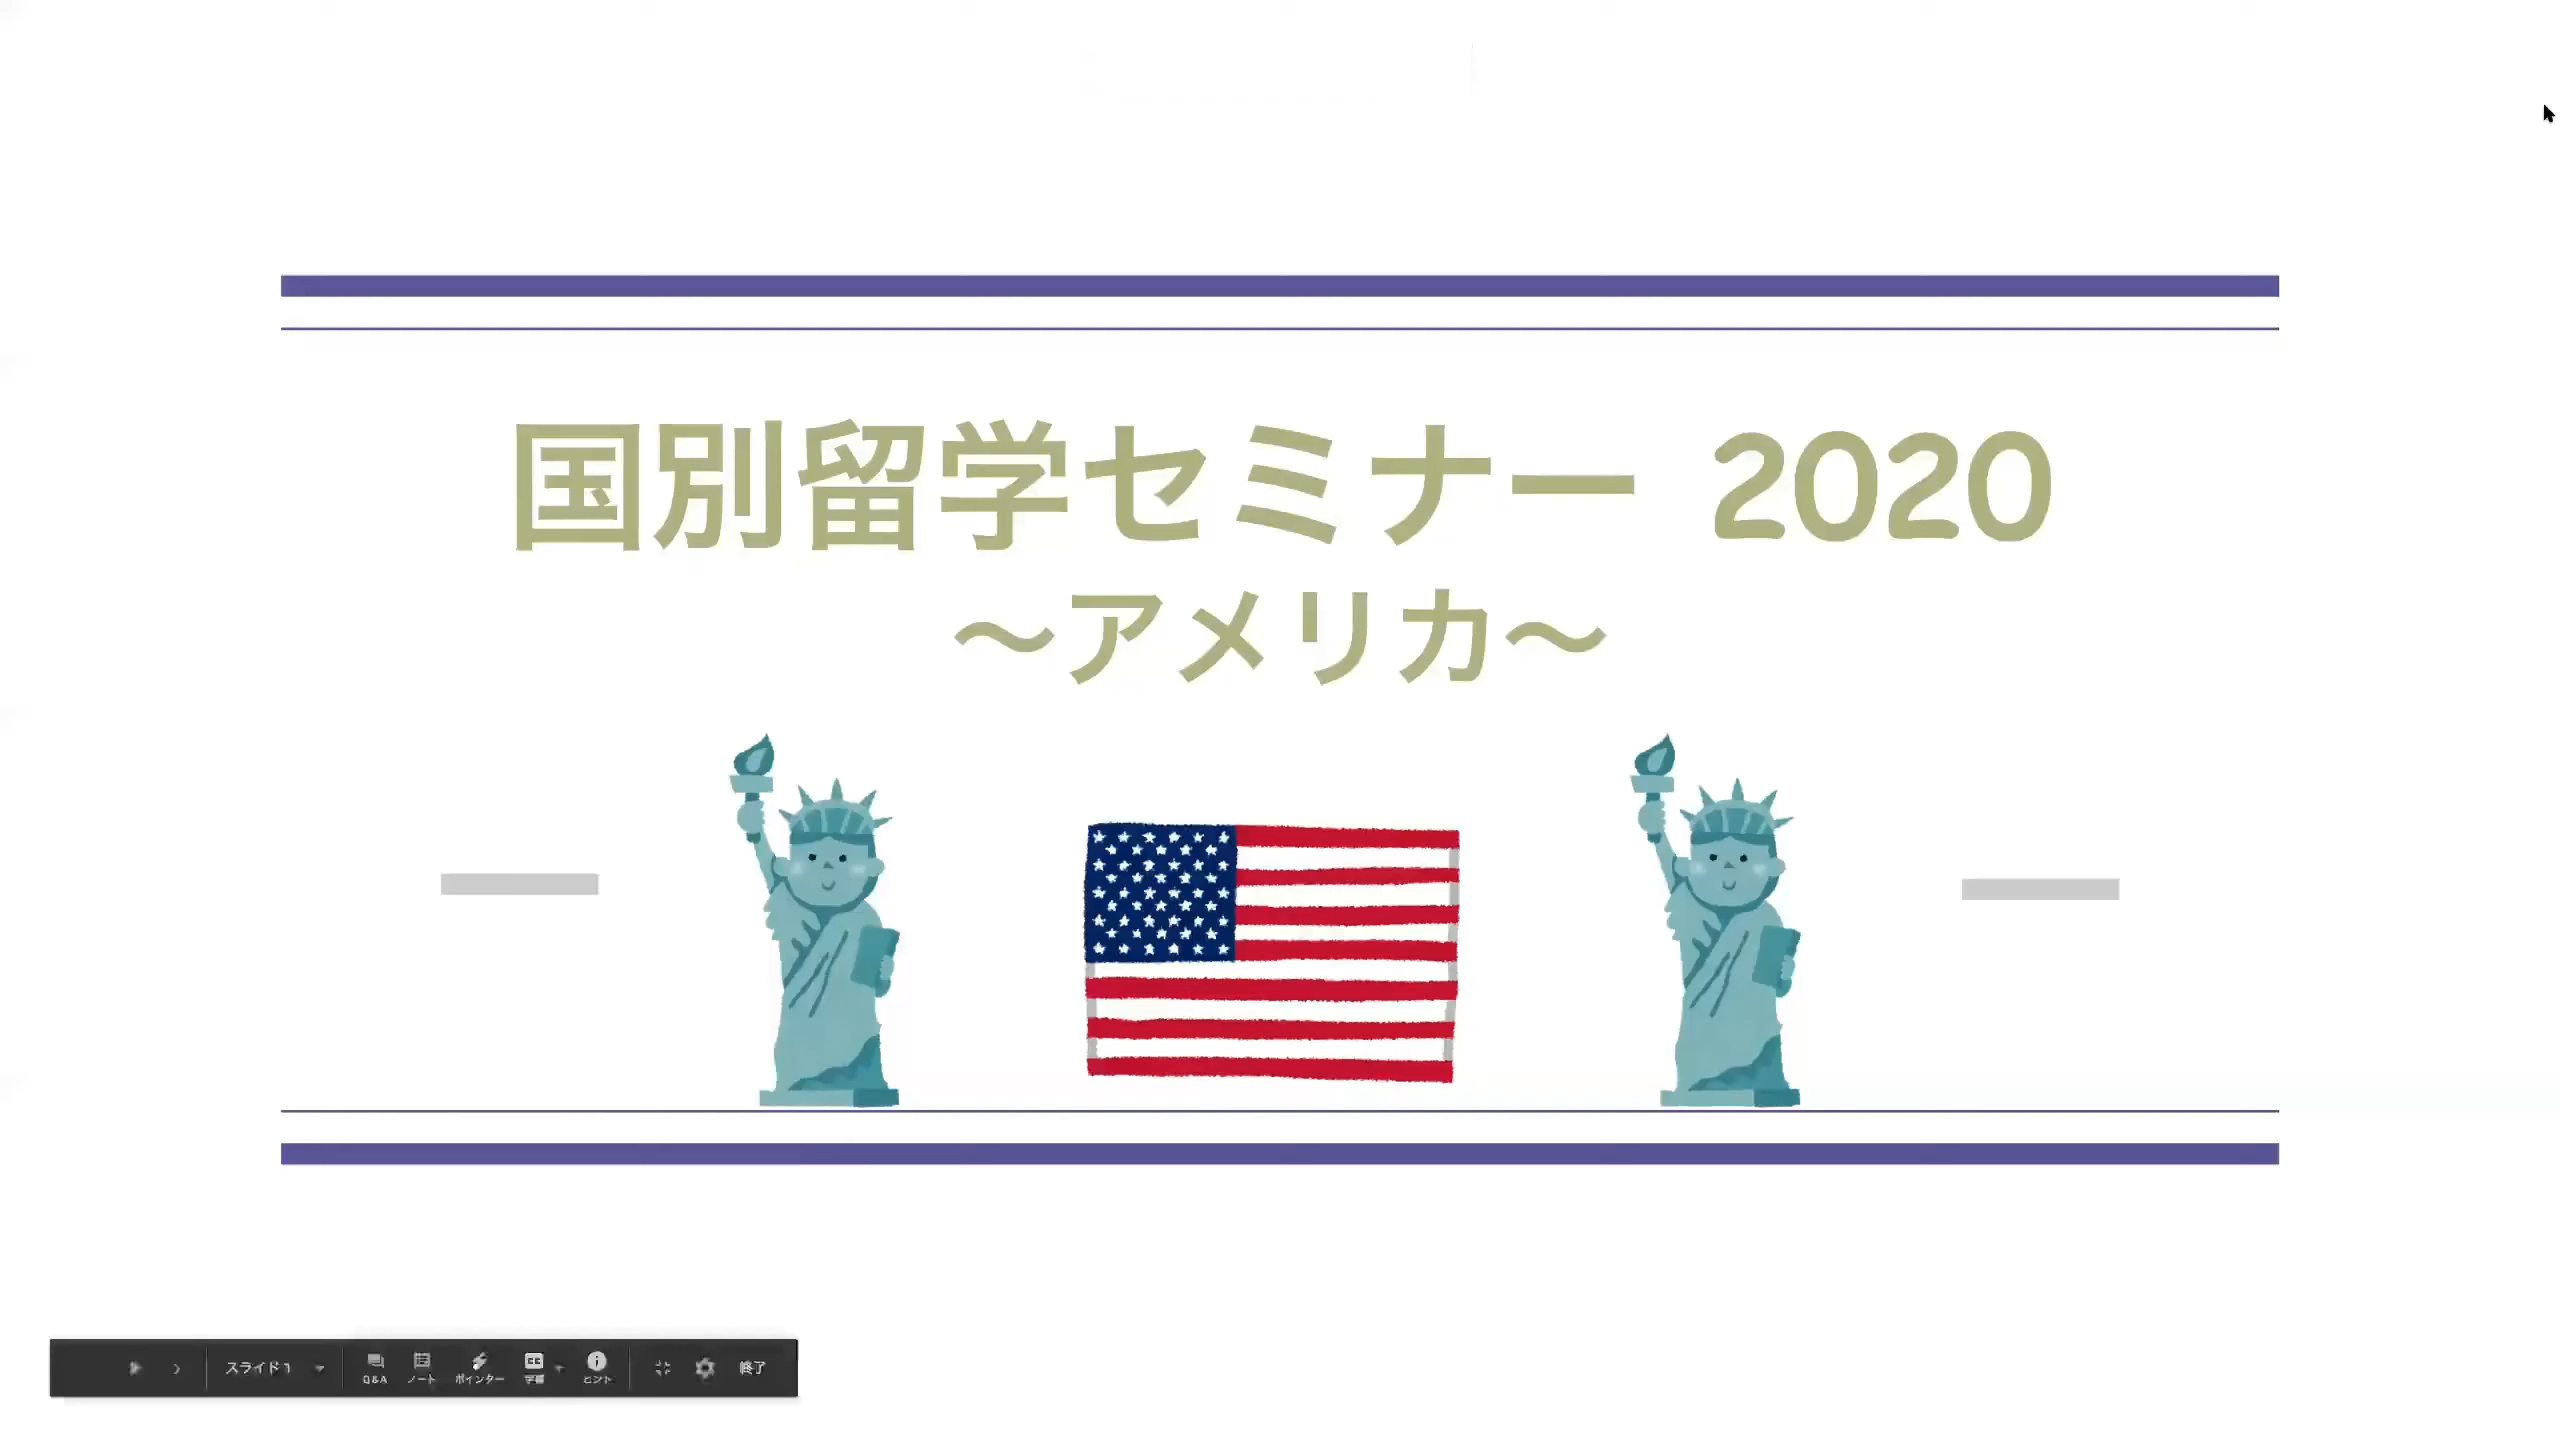 国別留学セミナー 2020
〜アメリカ〜
スライド 1
Q&A
ノート
ポインター
CC
字幕
ヒント
終了